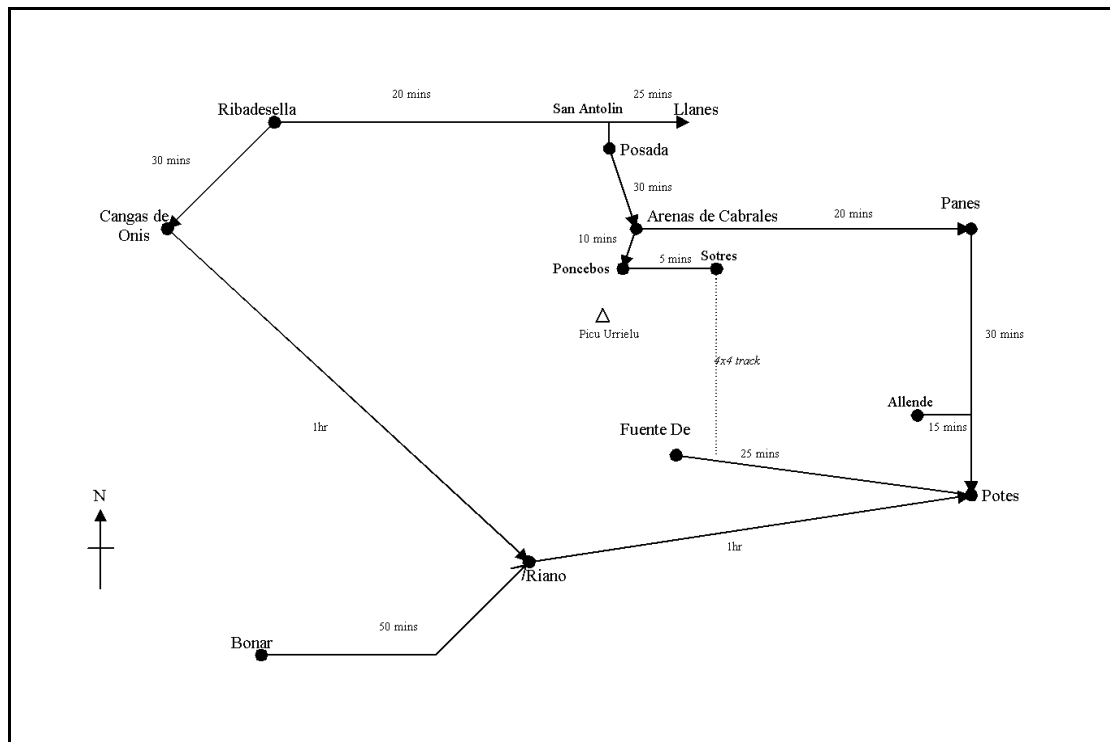 20 mins
25 mins
Ribadesella
San Antolin
Llanes
Posada
30 mins
30 mins
Cangas de
Onis
Arenas de Cabrales
20 mins
Panes
10 mins
Poncebos
5 mins
Sotres
Picu Urrielu
30 mins
4x4 track
Allende
15 mins
1hr
Fuente De
25 mins
Potes
N
1hr
Riano
50 mins
Bonar